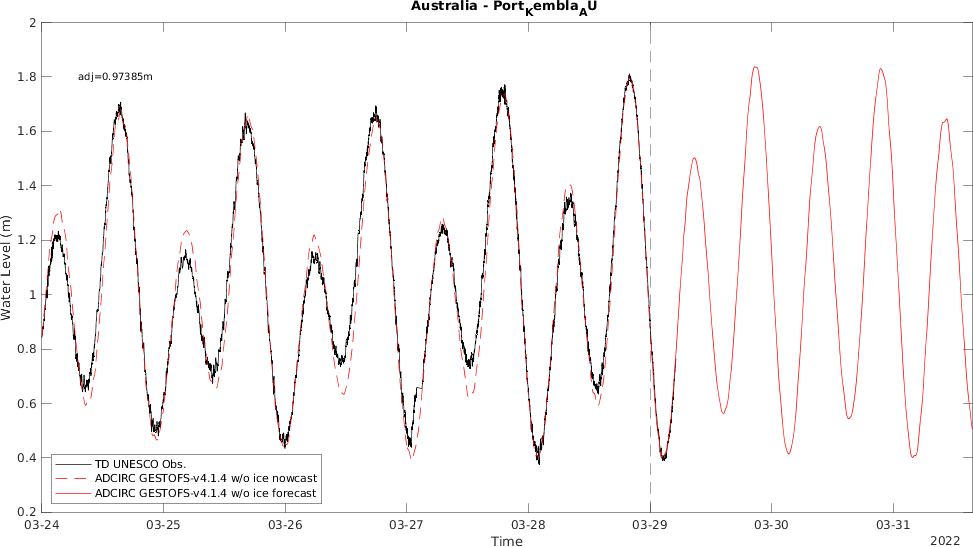 Australia - PortKemblaAU
adj=0.97385m
2
1.8
1.6
1.4
1.2
1
0.8
0.6
0.4
0.2
Water Level (m)
TD UNESCO Obs.
ADCIRC GESTOFS-v4.1.4 w/o ice nowcast
ADCIRC GESTOFS-v4.1.4 w/o ice forecast
03-24 03-25 03-26 03-27 03-28 03-29 03-30 03-31
Time
2022